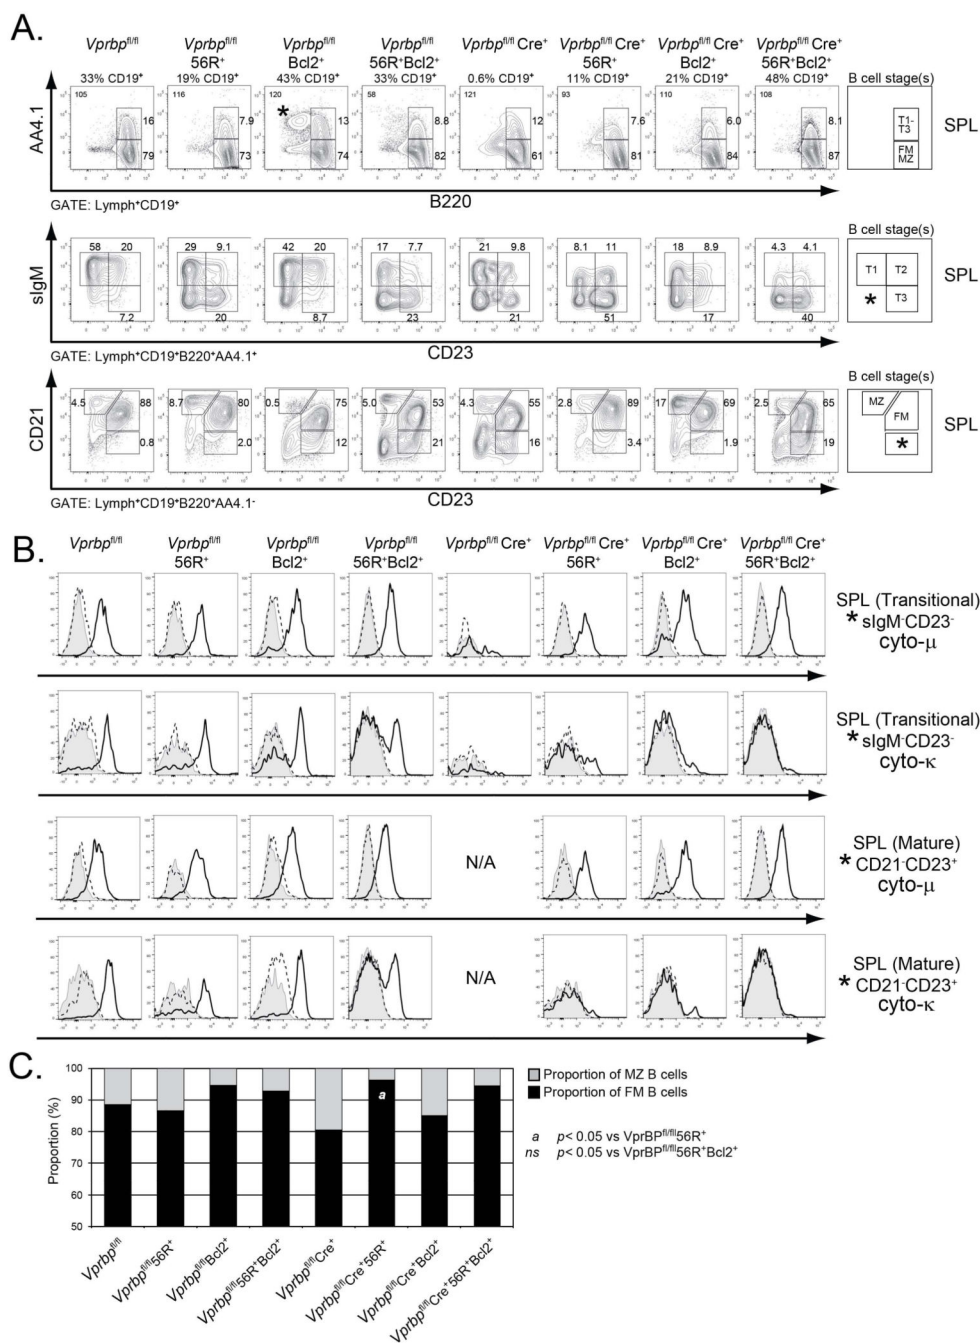 A.
Vprbp^fl/fl Vprbp^fl/fl 56R⁺ Vprbp^fl/fl Bcl2⁺ Vprbp^fl/fl 56R⁺Bcl2⁺ Vprbp^fl/fl Cre⁺ Vprbp^fl/fl Cre⁺ 56R⁺ Vprbp^fl/fl Cre⁺ Bcl2⁺ Vprbp^fl/fl Cre⁺ 56R⁺Bcl2⁺
33% CD19⁺ 19% CD19⁺ 43% CD19⁺ 33% CD19⁺ 0.6% CD19⁺ 11% CD19⁺ 21% CD19⁺ 48% CD19⁺ B cell stage(s)
105 116 120 58 121 93 110 108
*
16 7.9 13 8.8 12 7.6 6.0 8.1 T1-T3
79 73 74 82 61 81 84 87 FM MZ
AA4.1
SPL
B220
GATE: Lymph⁺CD19⁺
B cell stage(s)
58 20 29 9.1 42 20 17 7.7 21 9.8 8.1 11 18 8.9 4.3 4.1
T1 T2
* T3
7.2 20 8.7 23 21 51 17 40
sIgM
SPL
CD23
GATE: Lymph⁺CD19⁺B220⁺AA4.1⁺
B cell stage(s)
4.5 88 8.7 80 0.5 75 5.0 53 4.3 55 2.8 89 17 69 2.5 65 MZ FM
0.8 2.0 12 21 16 3.4 1.9 19 *
CD21
SPL
CD23
GATE: Lymph⁺CD19⁺B220⁺AA4.1⁻
B.
Vprbp^fl/fl Vprbp^fl/fl 56R⁺ Vprbp^fl/fl Bcl2⁺ Vprbp^fl/fl 56R⁺Bcl2⁺ Vprbp^fl/fl Cre⁺ Vprbp^fl/fl Cre⁺ 56R⁺ Vprbp^fl/fl Cre⁺ Bcl2⁺ Vprbp^fl/fl Cre⁺ 56R⁺Bcl2⁺
SPL (Transitional)
* sIgM⁻CD23⁻
cyto-μ
SPL (Transitional)
* sIgM⁻CD23⁻
cyto-κ
N/A
SPL (Mature)
* CD21⁻CD23⁺
cyto-μ
N/A
SPL (Mature)
* CD21⁻CD23⁺
cyto-κ
C.
Proportion (%)
100
90
80
70
60
50
a
Proportion of MZ B cells
Proportion of FM B cells
a p< 0.05 vs VprBP^fl/fll56R⁺
ns p< 0.05 vs VprBP^fl/fll56R⁺Bcl2⁺
Vprbp^fl/fl
Vprbp^fl/fl56R⁺
Vprbp^fl/flBcl2⁺
Vprbp^fl/fl56R⁺Bcl2⁺
Vprbp^fl/flCre⁺
Vprbp^fl/flCre⁺56R⁺
Vprbp^fl/flCre⁺Bcl2⁺
Vprbp^fl/flCre⁺56R⁺Bcl2⁺